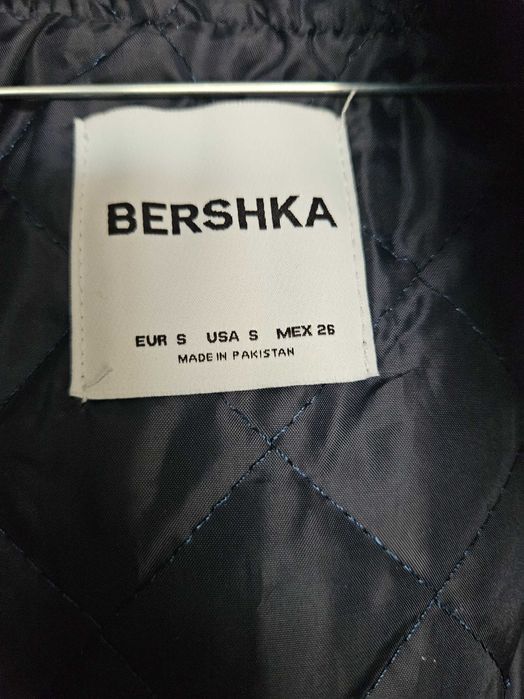 BERSHKA
EUR S USA S MEX 26
MADE IN PAKISTAN